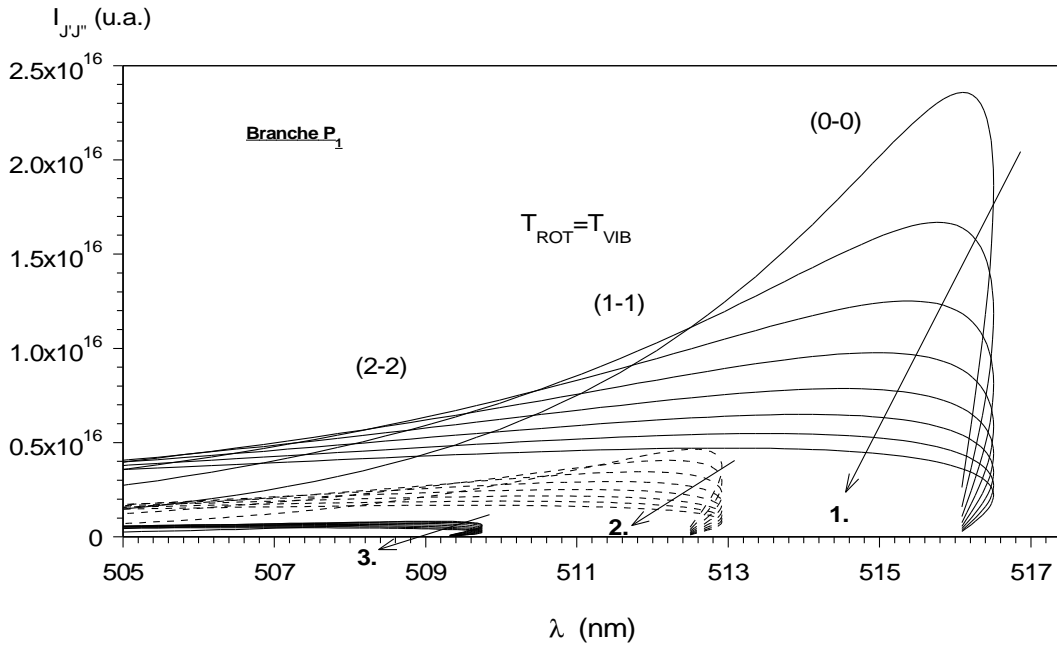 I_J'J" (u.a.)
2.5x10^16
2.0x10^16
1.5x10^16
1.0x10^16
0.5x10^16
0
Branche P_1
(0-0)
T_ROT=T_VIB
(1-1)
(2-2)
1.
2.
3.
505 507 509 511 513 515 517
λ (nm)